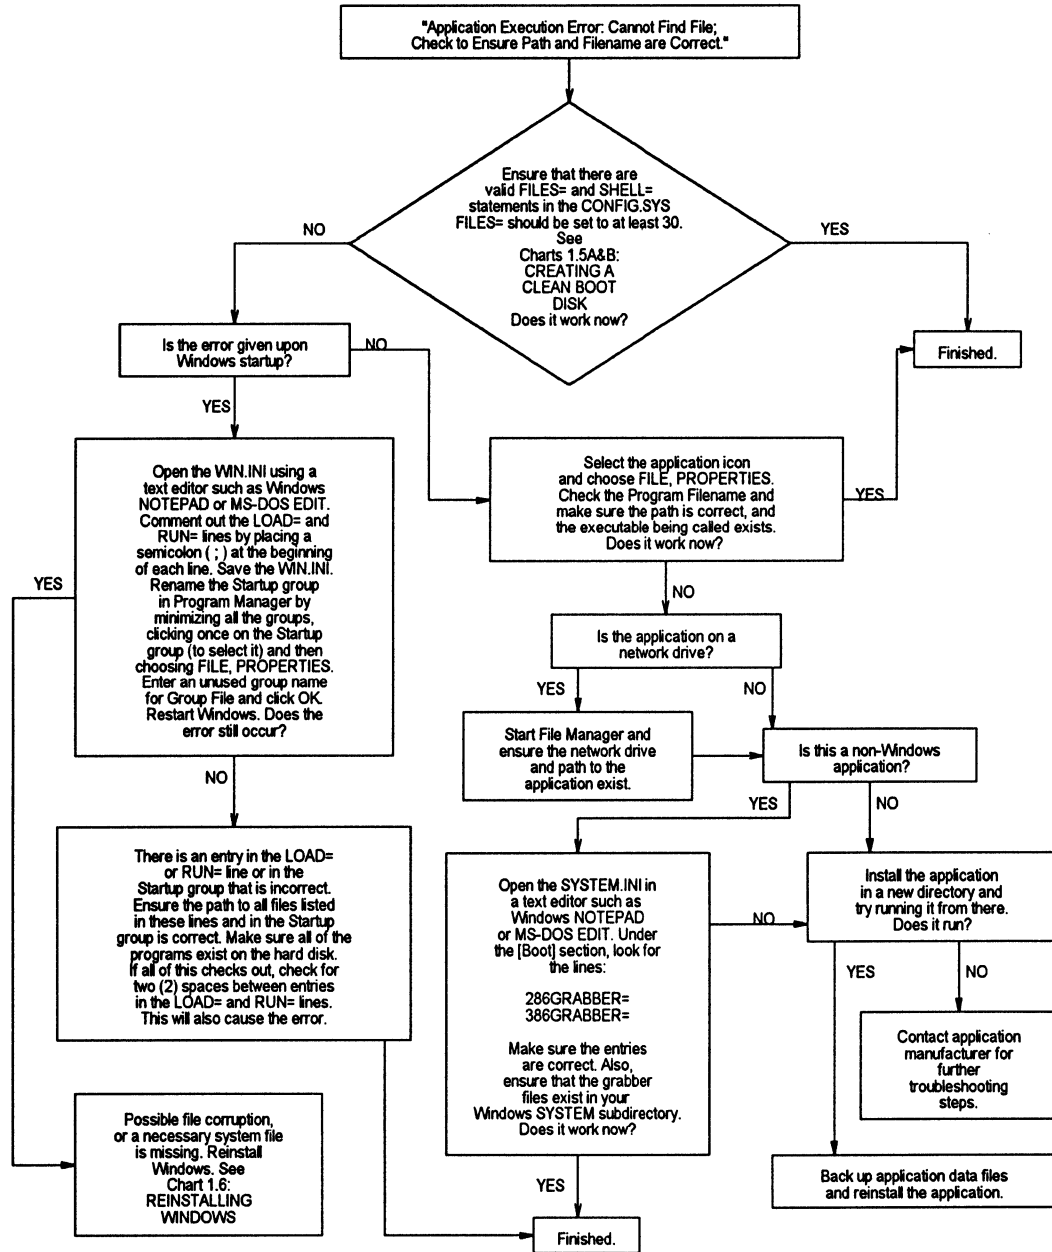 "Application Execution Error: Cannot Find File;
Check to Ensure Path and Filename are Correct."
Ensure that there are
valid FILES= and SHELL=
statements in the CONFIG.SYS
FILES= should be set to at least 30.
See
Charts 1.5A&B:
CREATING A
CLEAN BOOT
DISK
Does it work now?
NO
YES
Is the error given upon
Windows startup?
NO
Finished.
YES
Open the WIN.INI using a
text editor such as Windows
NOTEPAD or MS-DOS EDIT.
Comment out the LOAD= and
RUN= lines by placing a
semicolon ( ; ) at the beginning
of each line. Save the WIN.INI.
Rename the Startup group
in Program Manager by
minimizing all the groups,
clicking once on the Startup
group (to select it) and then
choosing FILE, PROPERTIES.
Enter an unused group name
for Group File and click OK.
Restart Windows. Does the
error still occur?
YES
Select the application icon
and choose FILE, PROPERTIES.
Check the Program Filename and
make sure the path is correct, and
the executable being called exists.
Does it work now?
YES
NO
Is the application on a
network drive?
YES
NO
Start File Manager and
ensure the network drive
and path to the
application exist.
Is this a non-Windows
application?
NO
YES
NO
There is an entry in the LOAD=
or RUN= line or in the
Startup group that is incorrect.
Ensure the path to all files listed
in these lines and in the Startup
group is correct. Make sure all of the
programs exist on the hard disk.
If all of this checks out, check for
two (2) spaces between entries
in the LOAD= and RUN= lines.
This will also cause the error.
Open the SYSTEM.INI in
a text editor such as
Windows NOTEPAD
or MS-DOS EDIT. Under
the [Boot] section, look for
the lines:
286GRABBER=
386GRABBER=
Make sure the entries
are correct. Also,
ensure that the grabber
files exist in your
Windows SYSTEM subdirectory.
Does it work now?
NO
Install the application
in a new directory and
try running it from there.
Does it run?
YES
NO
Contact application
manufacturer for
further
troubleshooting
steps.
Possible file corruption,
or a necessary system file
is missing. Reinstall
Windows. See
Chart 1.6:
REINSTALLING
WINDOWS
YES
Back up application data files
and reinstall the application.
Finished.